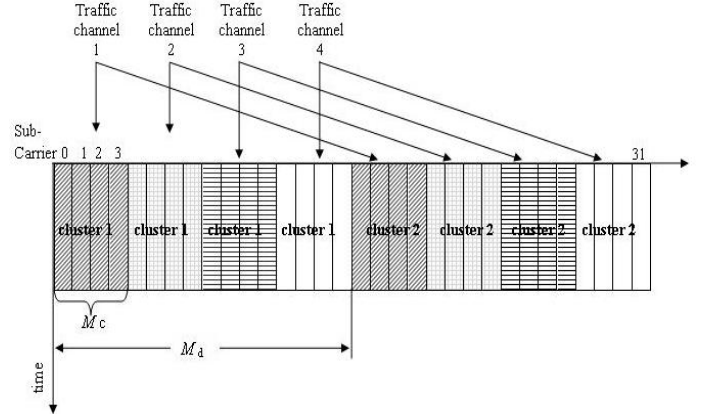 Traffic channel 1
Traffic channel 2
Traffic channel 3
Traffic channel 4
Sub-
Carrier 0 1 2 3 31
cluster 1 cluster 1 cluster 1 cluster 1 cluster 2 cluster 2 cluster 2 cluster 2
Mc
Md
time